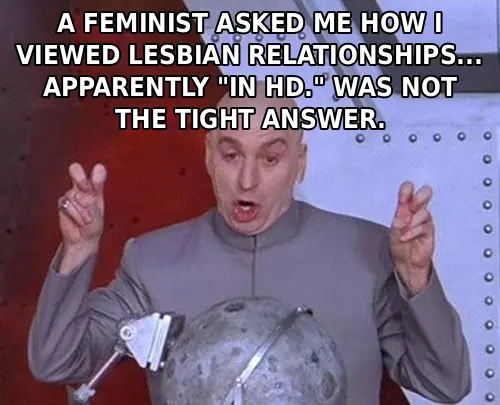 A FEMINIST ASKED ME HOW I
VIEWED LESBIAN RELATIONSHIPS...
APPARENTLY "IN HD." WAS NOT
THE TIGHT ANSWER.